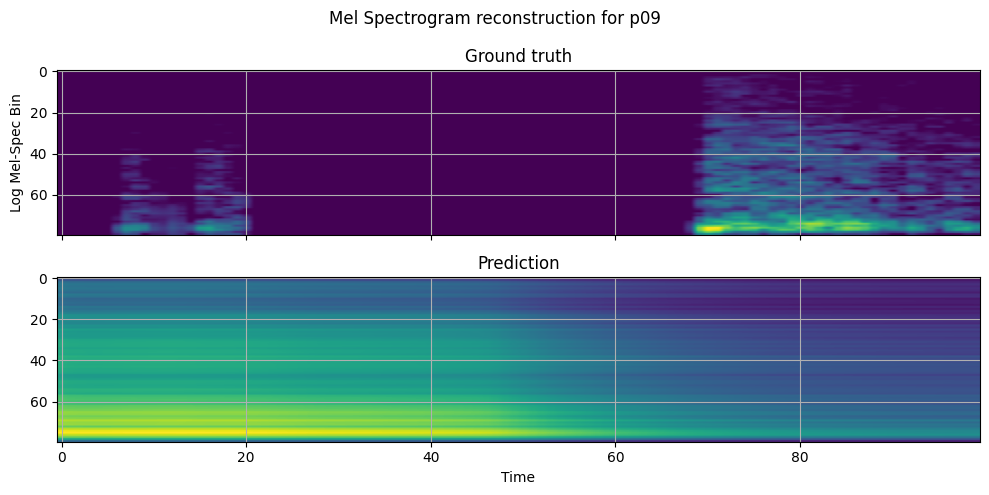 Mel Spectrogram reconstruction for p09
Ground truth
Log Mel-Spec Bin
0
20
40
60
Prediction
0
20
40
60
0 20 40 60 80
Time